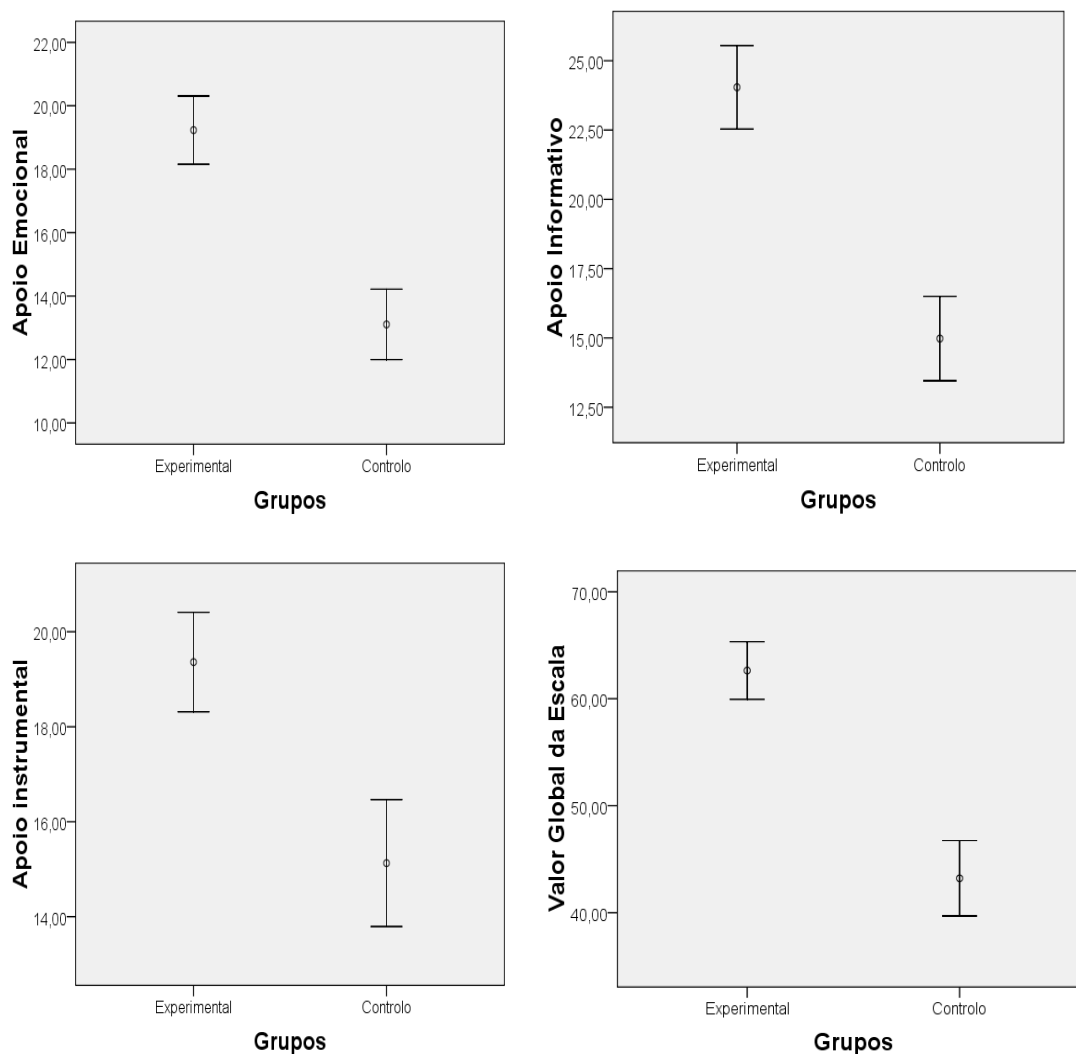 Apoio Emocional
22,00
20,00
18,00
16,00
14,00
12,00
10,00
Experimental
Controlo
Grupos
Apoio Informativo
25,00
22,50
20,00
17,50
15,00
12,50
Experimental
Controlo
Grupos
Apoio instrumental
20,00
18,00
16,00
14,00
Experimental
Controlo
Grupos
Valor Global da Escala
70,00
60,00
50,00
40,00
Experimental
Controlo
Grupos